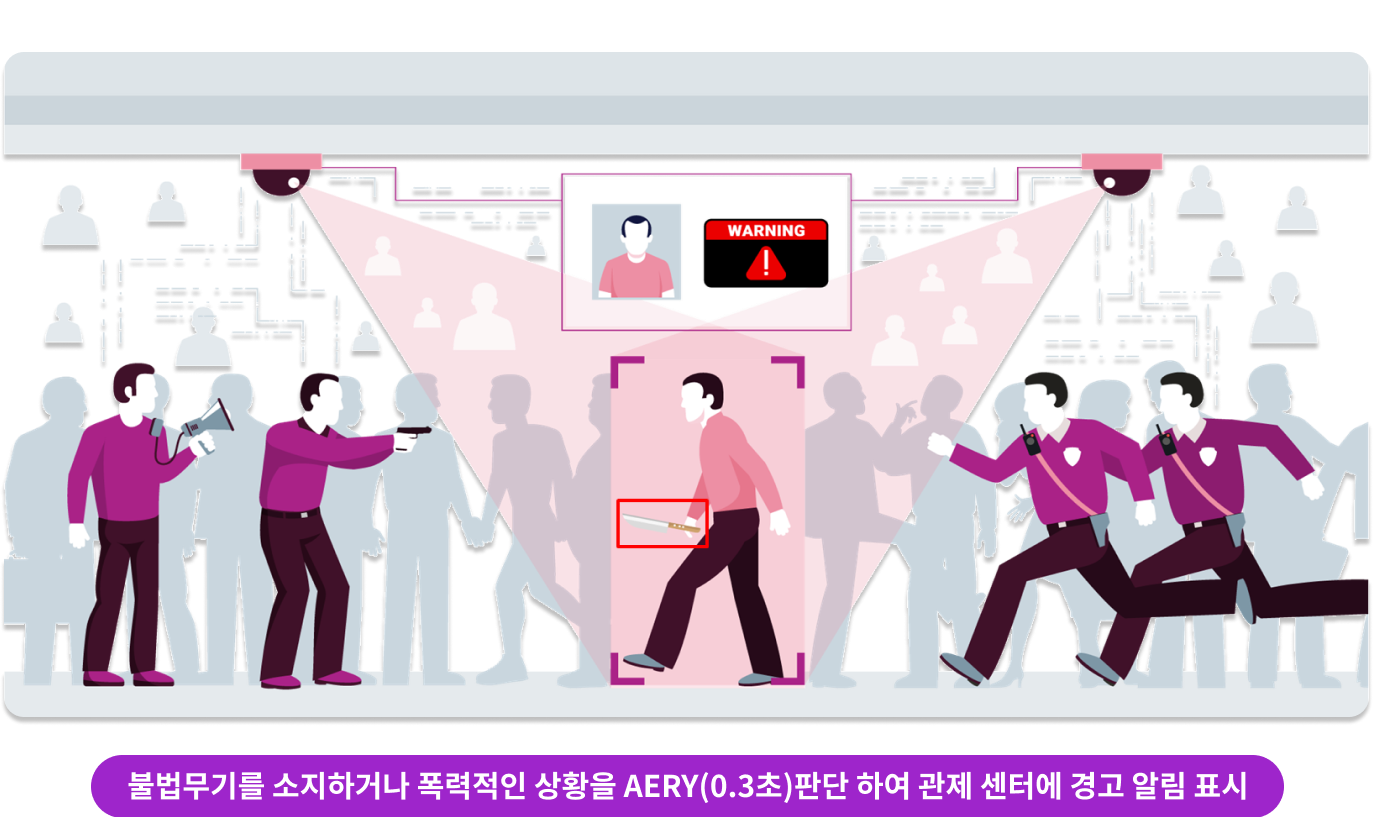 WARNING
불법무기를 소지하거나 폭력적인 상황을 AERY(0.3초)판단 하여 관제 센터에 경고 알림 표시